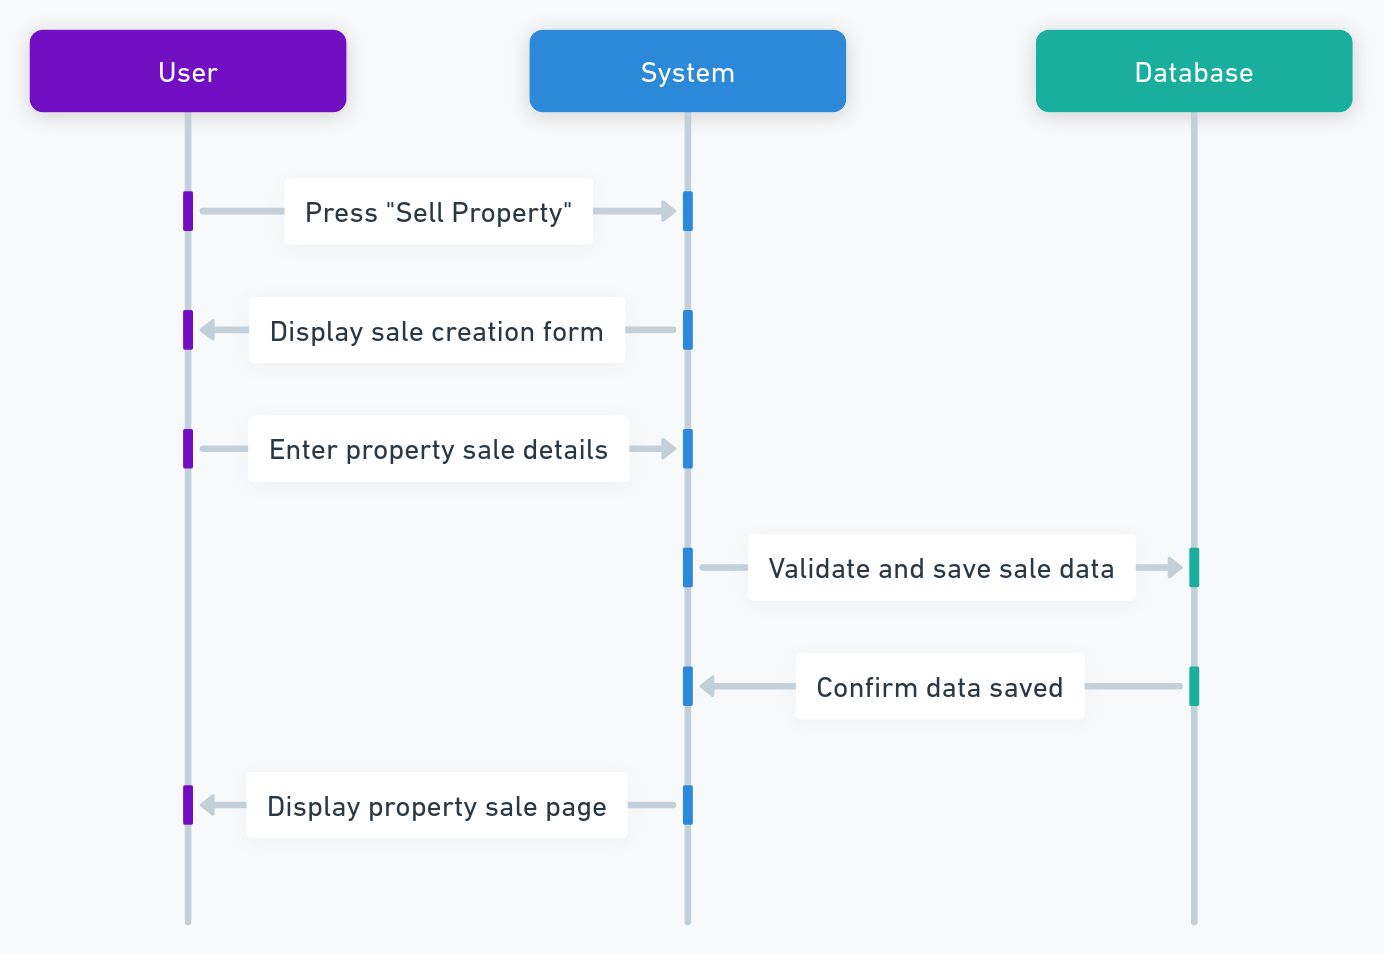 User
System
Database
Press "Sell Property"
Display sale creation form
Enter property sale details
Validate and save sale data
Confirm data saved
Display property sale page